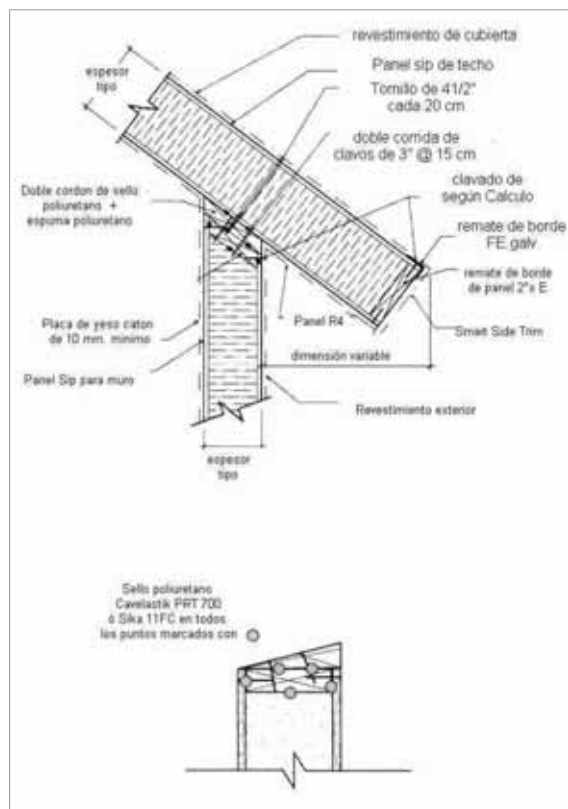 revestimiento de cubierta
espesor
tipo
Panel sip de techo
Tornillo de 41/2"
cada 20 cm
doble corrida de
clavos de 3" @ 15 cm
Doble cordon de sello
poliuretano +
espuma poliuretano
clavado de
según Calculo
remate de borde
FE galv
remate de borde
de panel 2"x E
Smart Side Trim
Panel R4
Placa de yeso caton
de 10 mm. minimo
dimensión variable
Panel Sip para muro
Revestimiento exterior
espesor
tipo
Sello poliuretano
Cavelastik PRT 700
ó Sika 11FC en todos
los puntos marcados con